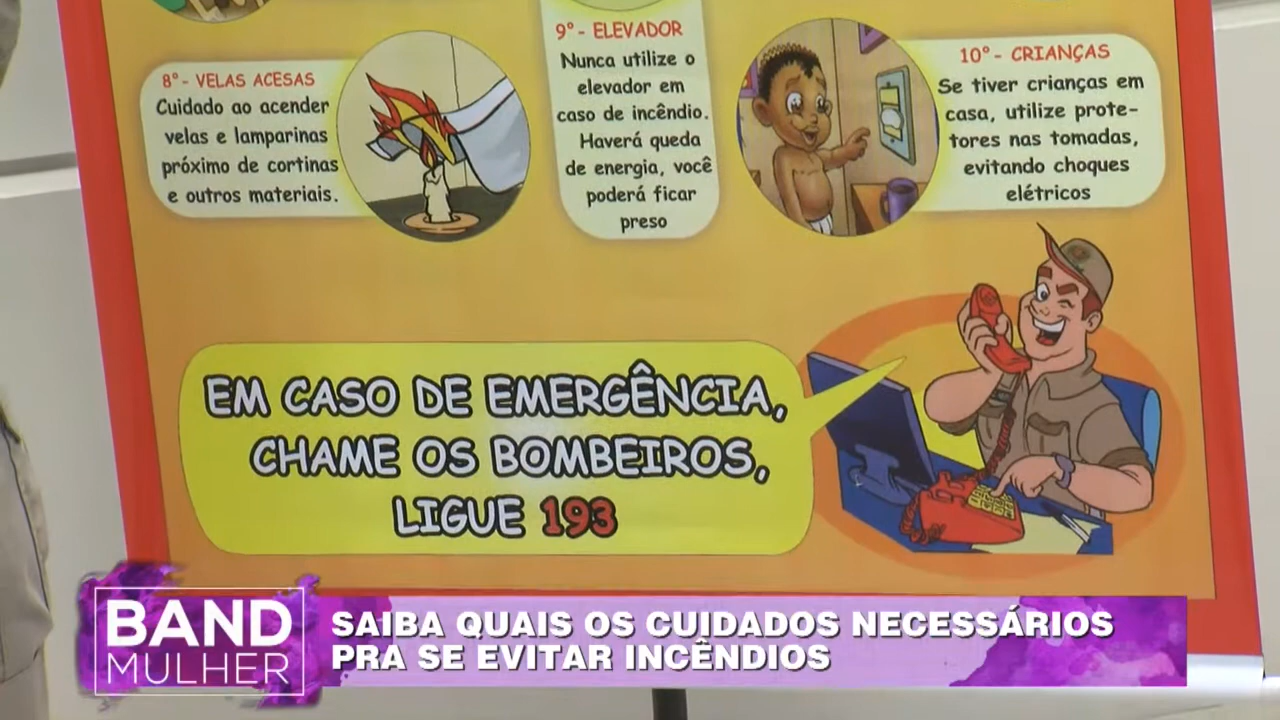 8º - VELAS ACESAS
Cuidado ao acender
velas e lamparinas
próximo de cortinas
e outros materiais.
9º - ELEVADOR
Nunca utilize o
elevador em
caso de incêndio.
Haverá queda
de energia, você
poderá ficar
preso
10º - CRIANÇAS
Se tiver crianças em
casa, utilize prote-
tores nas tomadas,
evitando choques
elétricos
EM CASO DE EMERGÊNCIA,
CHAME OS BOMBEIROS,
LIGUE 193
BAND
MULHER
SAIBA QUAIS OS CUIDADOS NECESSÁRIOS
PRA SE EVITAR INCÊNDIOS